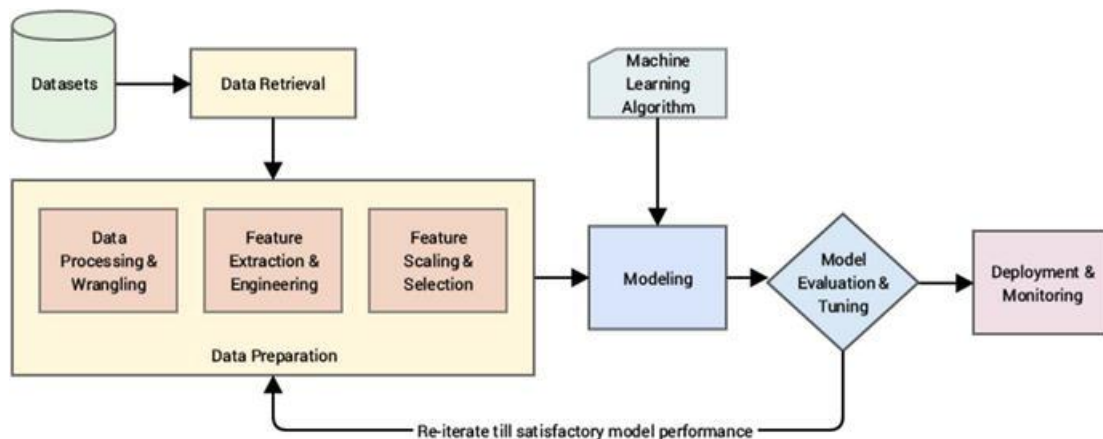 Datasets
Data Retrieval
Machine
Learning
Algorithm
Data
Processing &
Wrangling
Feature
Extraction &
Engineering
Feature
Scaling &
Selection
Data Preparation
Modeling
Model
Evaluation &
Tuning
Deployment &
Monitoring
Re-iterate till satisfactory model performance